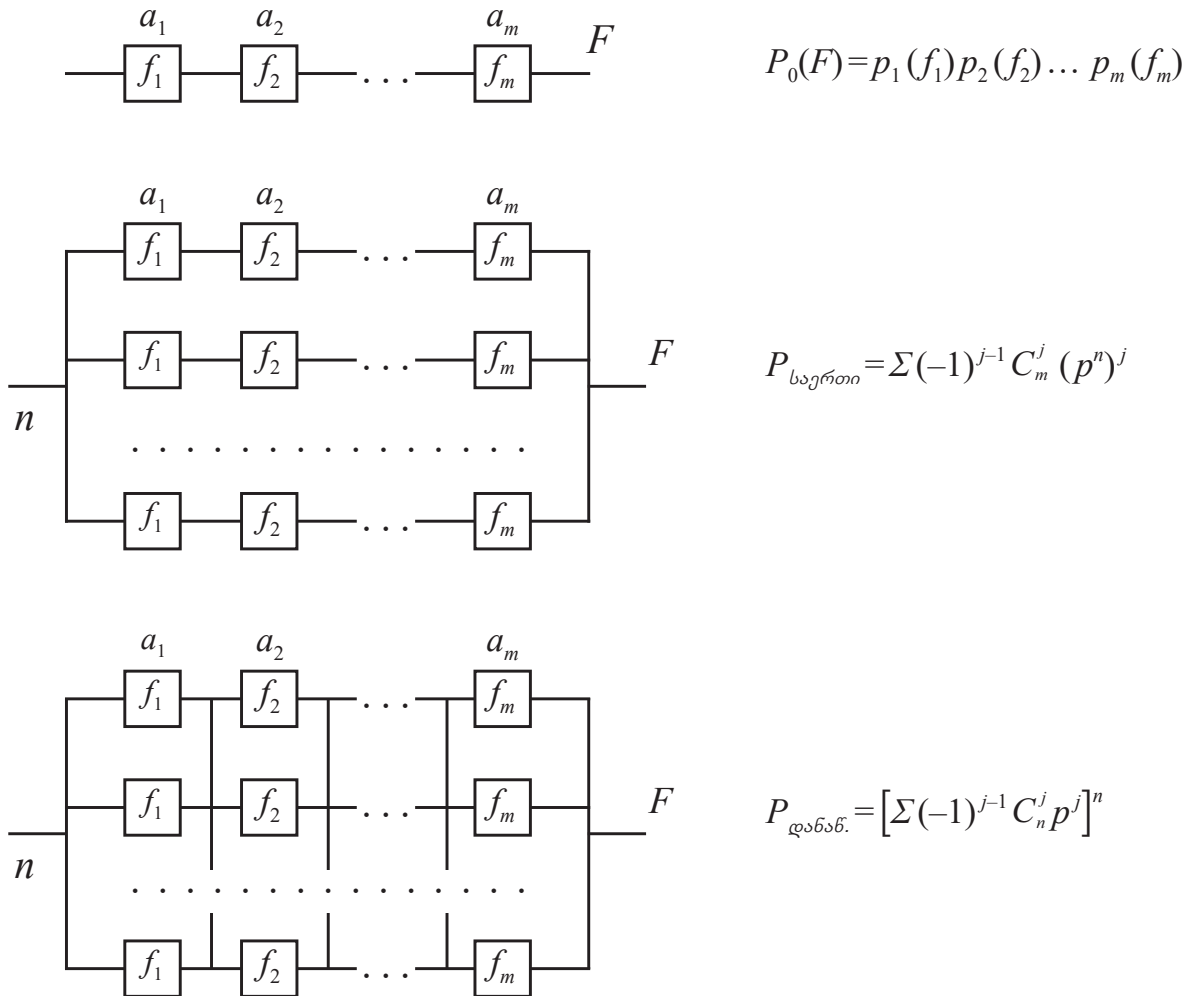 a₁ a₂ aₘ F
f₁ f₂ . . . fₘ
P₀(F) = p₁(f₁) p₂(f₂) … pₘ(fₘ)
a₁ a₂ aₘ
f₁ f₂ . . . fₘ
f₁ f₂ . . . fₘ F
Pსაერთო = Σ(–1)^{j–1} C_m^j (p^n)^j
n
. . . . . . . . . . . . . . .
f₁ f₂ . . . fₘ
a₁ a₂ aₘ
f₁ f₂ . . . fₘ
f₁ f₂ . . . fₘ F
Pდანაწ. = [Σ(–1)^{j–1} C_n^j p^j]^n
n
. . . . . . . . . . . . . . .
f₁ f₂ . . . fₘ